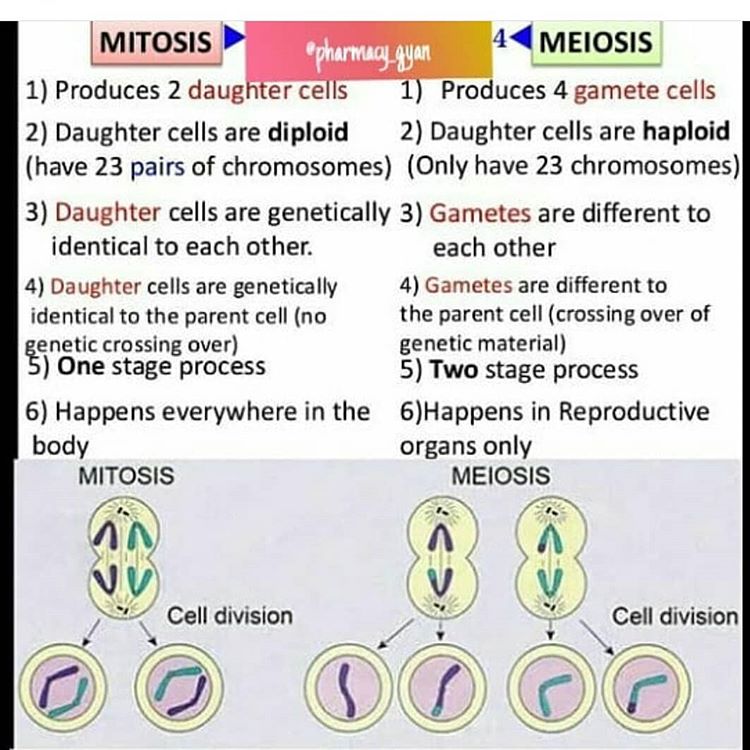 MITOSIS
@pharmacy_gyan
4
MEIOSIS
1) Produces 2 daughter cells
2) Daughter cells are diploid
(have 23 pairs of chromosomes)
3) Daughter cells are genetically
identical to each other.
4) Daughter cells are genetically
identical to the parent cell (no
genetic crossing over)
5) One stage process
6) Happens everywhere in the
body
1) Produces 4 gamete cells
2) Daughter cells are haploid
(Only have 23 chromosomes)
3) Gametes are different to
each other
4) Gametes are different to
the parent cell (crossing over of
genetic material)
5) Two stage process
6)Happens in Reproductive
organs only
MITOSIS
Cell division
MEIOSIS
Cell division